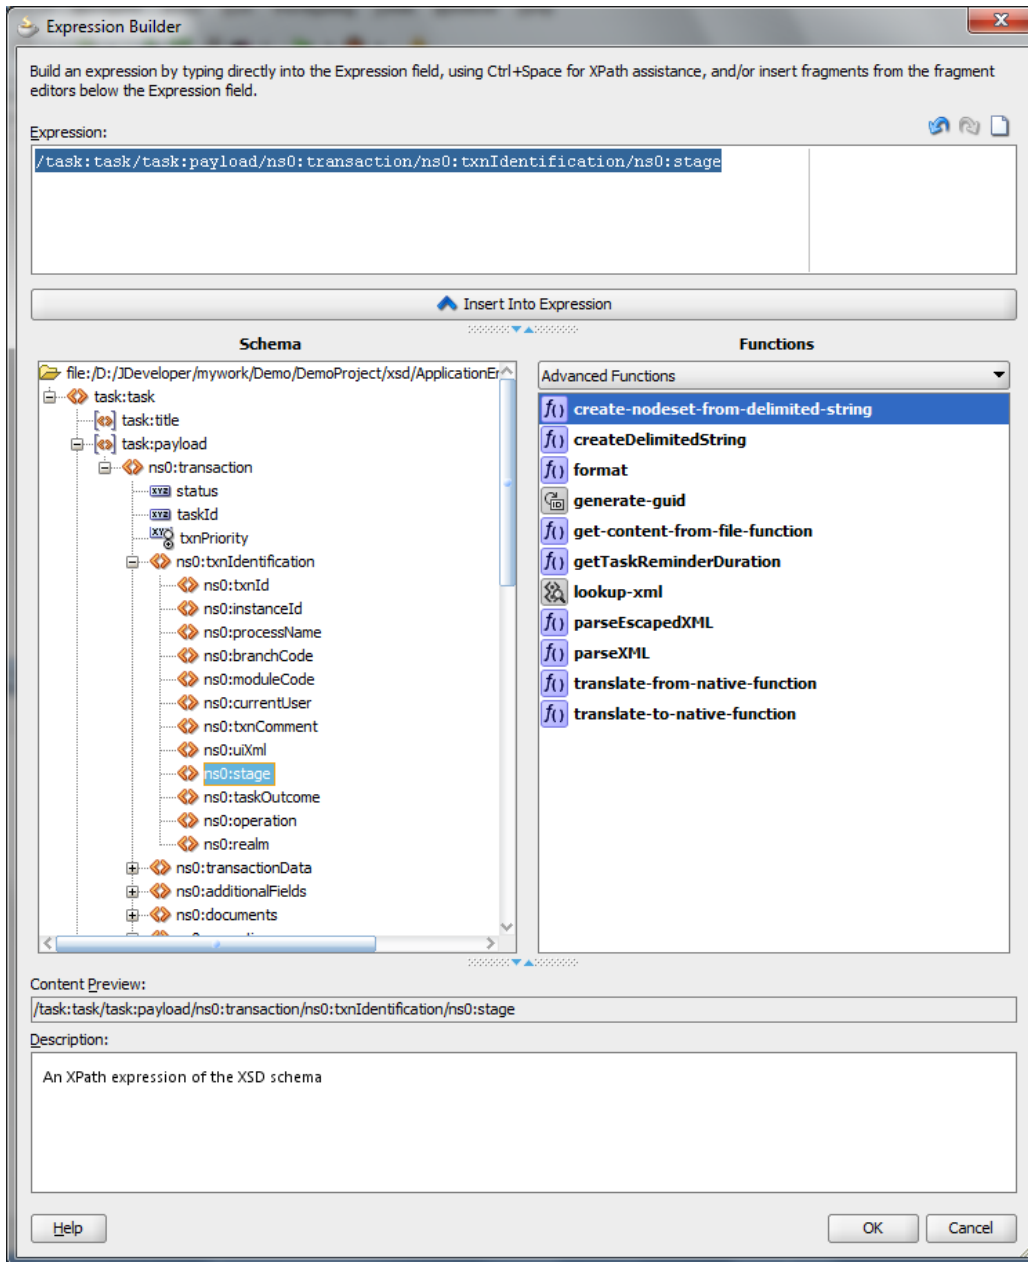 Expression Builder
Build an expression by typing directly into the Expression field, using Ctrl+Space for XPath assistance, and/or insert fragments from the fragment
editors below the Expression field.
Expression:
/task:task/task:payload/ns0:transaction/ns0:txnIdentification/ns0:stage
Insert Into Expression
Schema
file:/D:/JDeveloper/mywork/Demo/DemoProject/xsd/ApplicationEr
task:task
task:title
task:payload
ns0:transaction
status
taskId
txnPriority
ns0:txnIdentification
ns0:txnId
ns0:instanceId
ns0:processName
ns0:branchCode
ns0:moduleCode
ns0:currentUser
ns0:txnComment
ns0:uiXml
ns0:stage
ns0:taskOutcome
ns0:operation
ns0:realm
ns0:transactionData
ns0:additionalFields
ns0:documents
Functions
Advanced Functions
create-nodeset-from-delimited-string
createDelimitedString
format
generate-guid
get-content-from-file-function
getTaskReminderDuration
lookup-xml
parseEscapedXML
parseXML
translate-from-native-function
translate-to-native-function
Content Preview:
/task:task/task:payload/ns0:transaction/ns0:txnIdentification/ns0:stage
Description:
An XPath expression of the XSD schema
Help
OK
Cancel